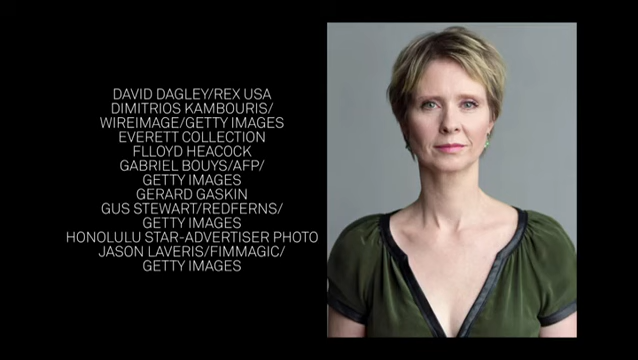 DAVID DAGLEY/REX USA
DIMITRIOS KAMBOURIS/
WIREIMAGE/GETTY IMAGES
EVERETT COLLECTION
FLLOYD HEACOCK
GABRIEL BOUYS/AFP/
GETTY IMAGES
GERARD GASKIN
GUS STEWART/REDFERNS/
GETTY IMAGES
HONOLULU STAR-ADVERTISER PHOTO
JASON LAVERIS/FIMMAGIC/
GETTY IMAGES